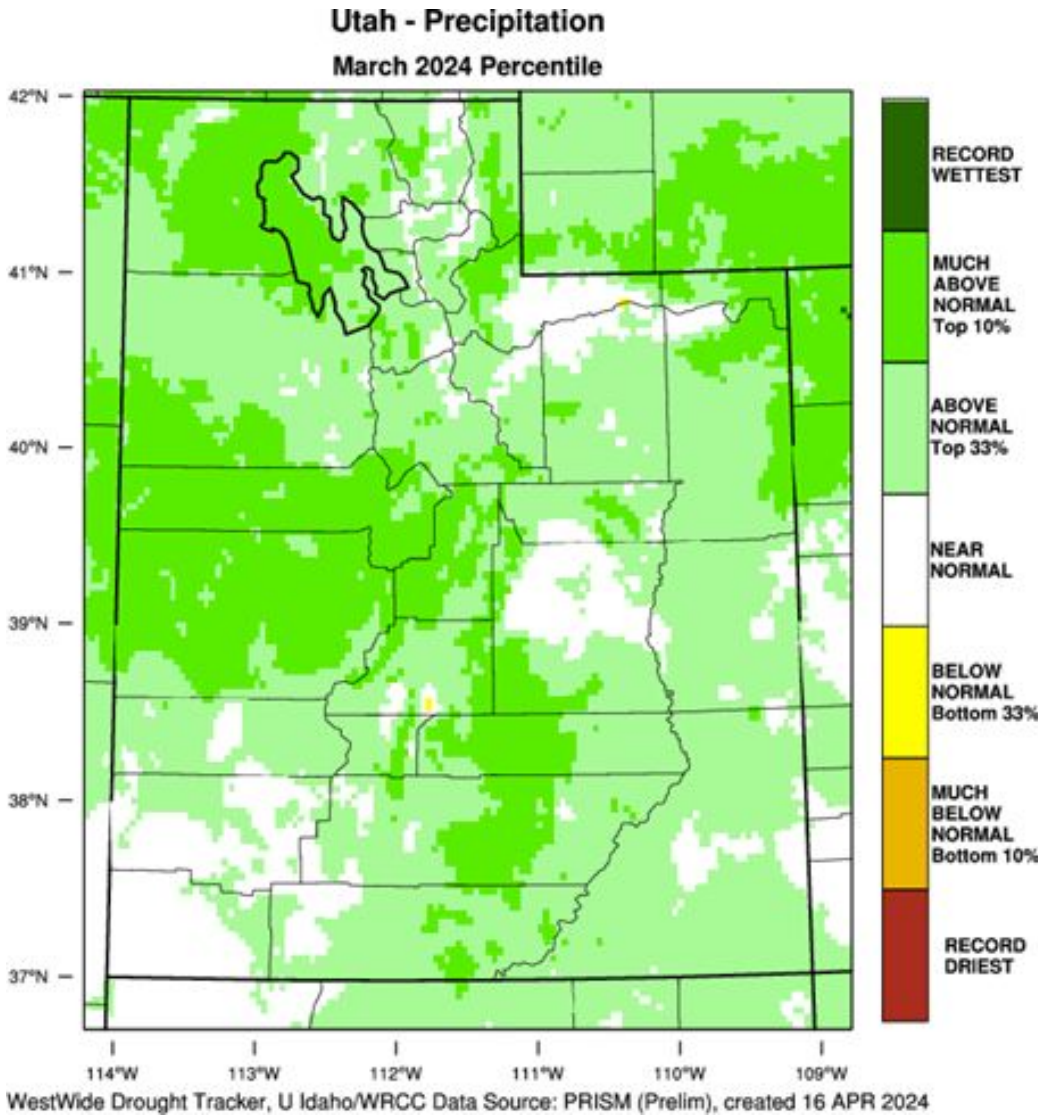 Utah - Precipitation
March 2024 Percentile
42°N
41°N
40°N
39°N
38°N
37°N
114°W
113°W
112°W
111°W
110°W
109°W
RECORD
WETTEST
MUCH
ABOVE
NORMAL
Top 10%
ABOVE
NORMAL
Top 33%
NEAR
NORMAL
BELOW
NORMAL
Bottom 33%
MUCH
BELOW
NORMAL
Bottom 10%
RECORD
DRIEST
WestWide Drought Tracker, U Idaho/WRCC Data Source: PRISM (Prelim), created 16 APR 2024